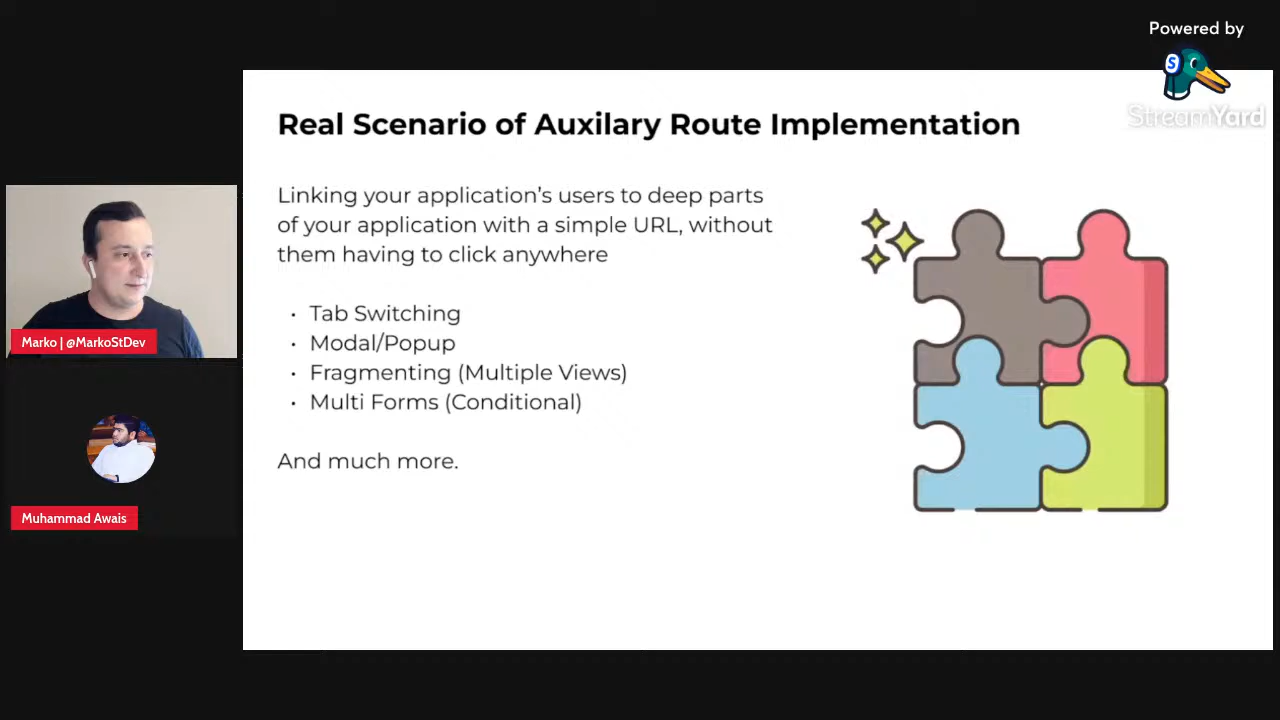 Powered by
StreamYard
Real Scenario of Auxilary Route Implementation
Linking your application's users to deep parts
of your application with a simple URL, without
them having to click anywhere
• Tab Switching
• Modal/Popup
• Fragmenting (Multiple Views)
• Multi Forms (Conditional)
And much more.
Marko | @MarkoStDev
Muhammad Awais